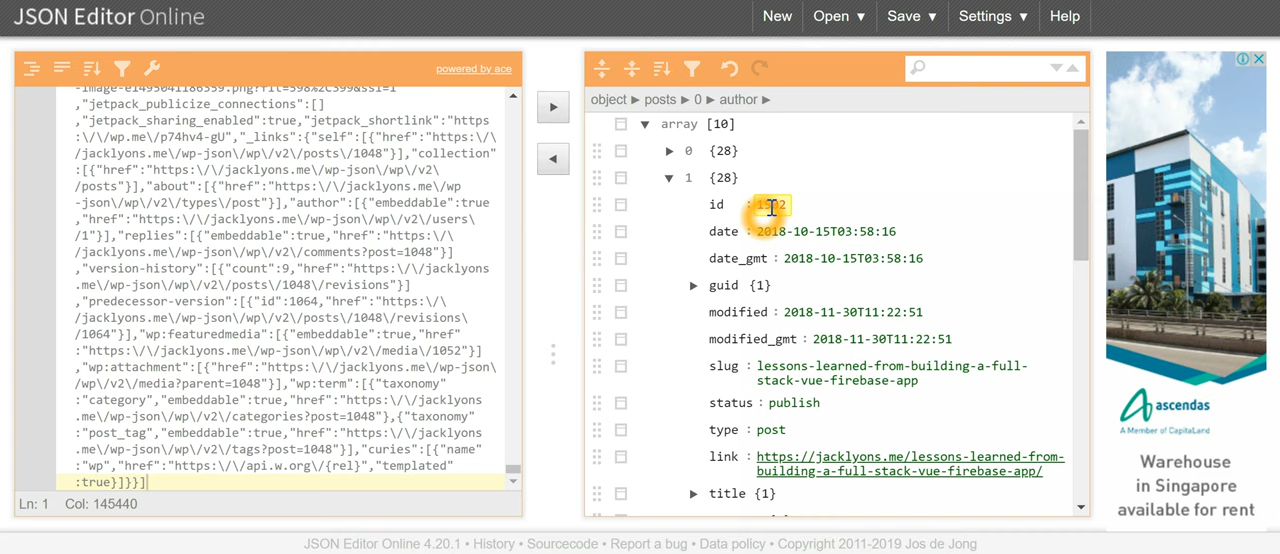 JSON Editor Online
New
Open ▼
Save ▼
Settings ▼
Help
powered by ace
,"jetpack_publicize_connections":[]
,"jetpack_sharing_enabled":true,"jetpack_shortlink":"https
:\/\/wp.me\/p74hv4-gU","_links":{"self":[{"href":"https:\/\
/jacklyons.me\/wp-json\/wp\/v2\/posts\/1048"}],"collection"
:[{"href":"https:\/\/jacklyons.me\/wp-json\/wp\/v2\
/posts"}],"about":[{"href":"https:\/\/jacklyons.me\/wp
-json\/wp\/v2\/types\/post"}],"author":[{"embeddable":true
,"href":"https:\/\/jacklyons.me\/wp-json\/wp\/v2\/users\
/1"}],"replies":[{"embeddable":true,"href":"https:\/\
/jacklyons.me\/wp-json\/wp\/v2\/comments?post=1048"}]
,"version-history":[{"count":9,"href":"https:\/\/jacklyons
.me\/wp-json\/wp\/v2\/posts\/1048\/revisions"}]
,"predecessor-version":[{"id":1064,"href":"https:\/\
/jacklyons.me\/wp-json\/wp\/v2\/posts\/1048\/revisions\
/1064"}],"wp:featuredmedia":[{"embeddable":true,"href"
:"https:\/\/jacklyons.me\/wp-json\/wp\/v2\/media\/1052"}]
,"wp:attachment":[{"href":"https:\/\/jacklyons.me\/wp-json\
/wp\/v2\/media?parent=1048"}],"wp:term":[{"taxonomy"
:"category","embeddable":true,"href":"https:\/\/jacklyons
.me\/wp-json\/wp\/v2\/categories?post=1048"},{"taxonomy"
:"post_tag","embeddable":true,"href":"https:\/\/jacklyons
.me\/wp-json\/wp\/v2\/tags?post=1048"}],"curies":[{"name"
:"wp","href":"https:\/\/api.w.org\/{rel}","templated"
:true}]}}]
Ln: 1 Col: 145440
object ► posts ► 0 ► author ►
▼ array [10]
► 0 {28}
▼ 1 {28}
id :
date : 2018-10-15T03:58:16
date_gmt : 2018-10-15T03:58:16
► guid {1}
modified : 2018-11-30T11:22:51
modified_gmt : 2018-11-30T11:22:51
slug : lessons-learned-from-building-a-full-
stack-vue-firebase-app
status : publish
type : post
link : https://jacklyons.me/lessons-learned-from-
building-a-full-stack-vue-firebase-app/
► title {1}
ascendas
A Member of CapitaLand
Warehouse
in Singapore
available for rent
JSON Editor Online 4.20.1 • History • Sourcecode • Report a bug • Data policy • Copyright 2011-2019 Jos de Jong